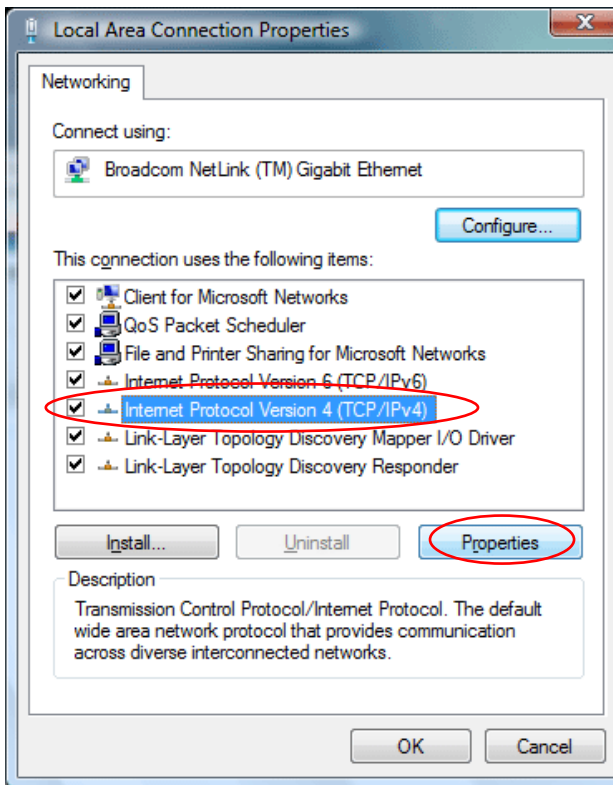 Local Area Connection Properties
Networking
Connect using:
Broadcom NetLink (TM) Gigabit Ethernet
Configure...
This connection uses the following items:
Client for Microsoft Networks
QoS Packet Scheduler
File and Printer Sharing for Microsoft Networks
Internet Protocol Version 6 (TCP/IPv6)
Internet Protocol Version 4 (TCP/IPv4)
Link-Layer Topology Discovery Mapper I/O Driver
Link-Layer Topology Discovery Responder
Install...
Uninstall
Properties
Description
Transmission Control Protocol/Internet Protocol. The default
wide area network protocol that provides communication
across diverse interconnected networks.
OK
Cancel